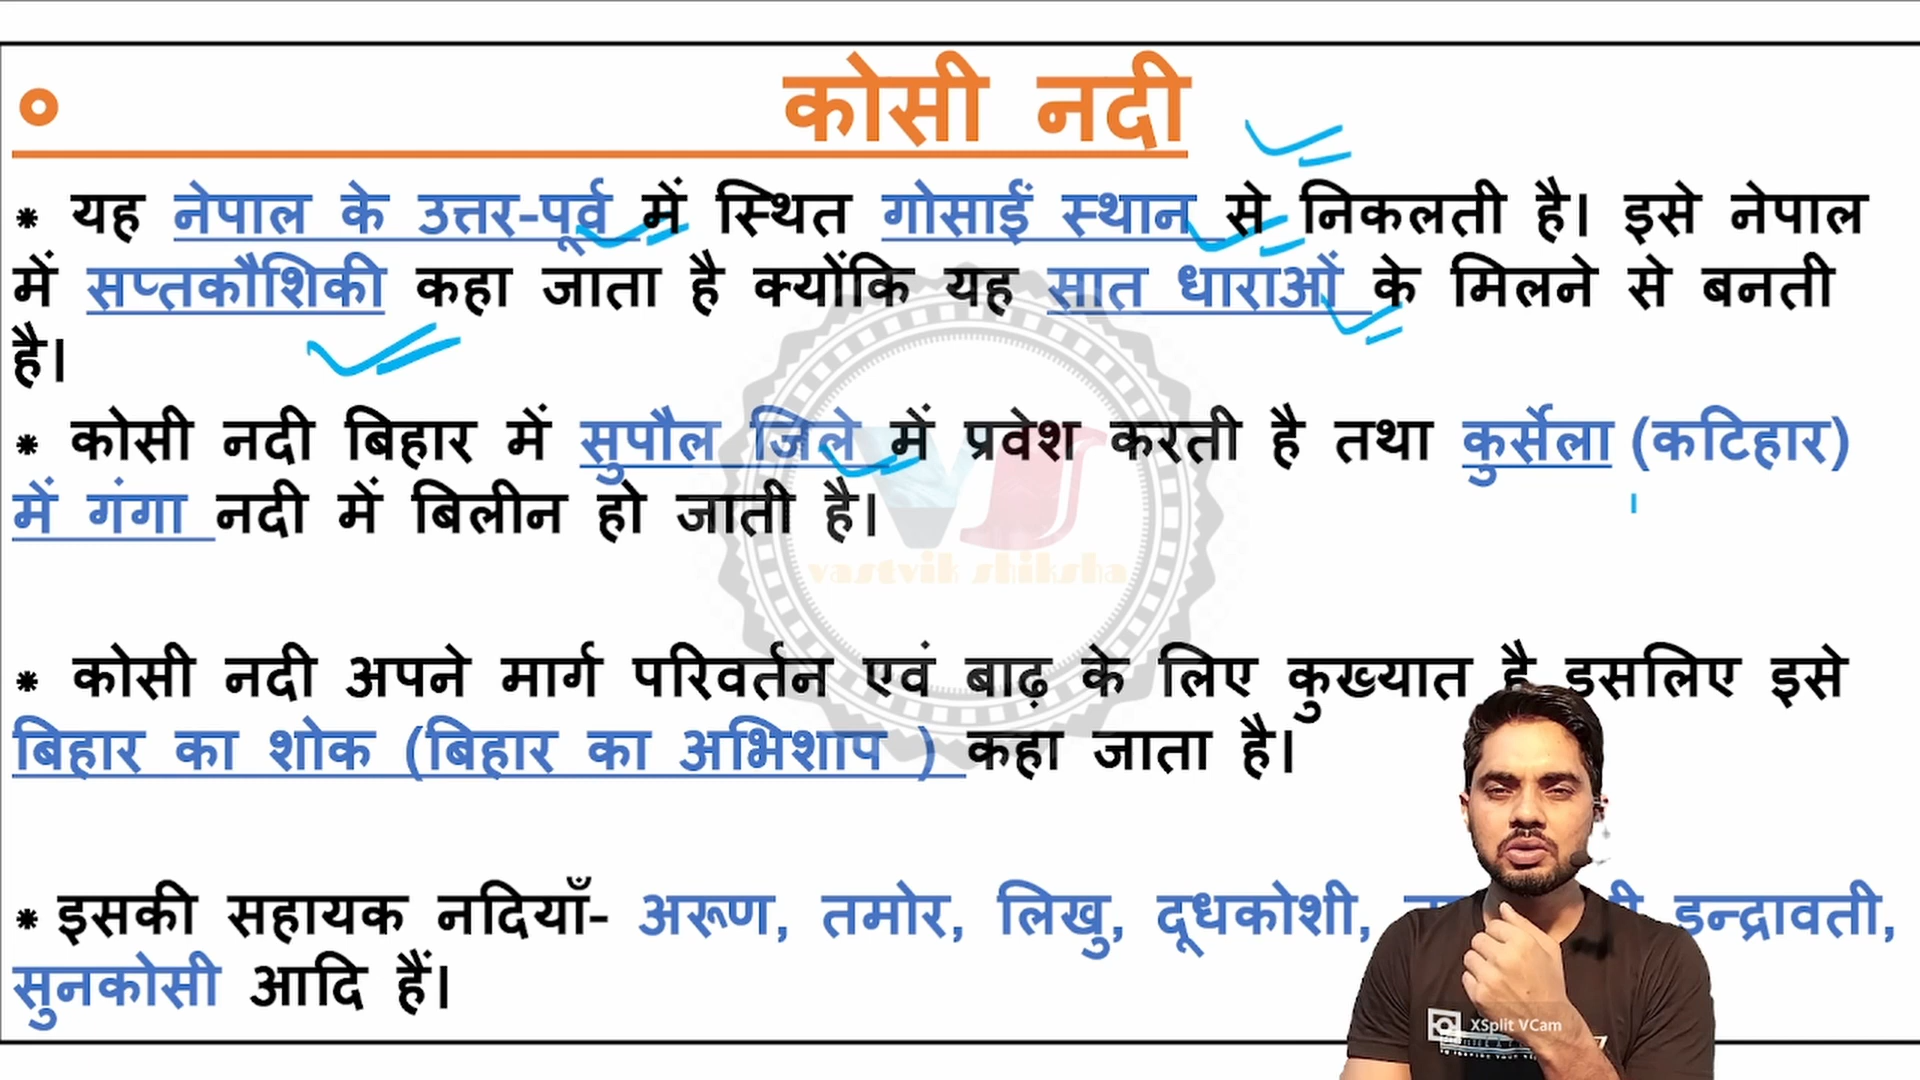 कोसी नदी
* यह नेपाल के उत्तर-पूर्व में स्थित गोसाईं स्थान से निकलती है। इसे नेपाल
में सप्तकौशिकी कहा जाता है क्योंकि यह सात धाराओं के मिलने से बनती
है।
* कोसी नदी बिहार में सुपौल जिले में प्रवेश करती है तथा कुर्सेला (कटिहार)
में गंगा नदी में बिलीन हो जाती है।
vastvik shiksha
* कोसी नदी अपने मार्ग परिवर्तन एवं बाढ़ के लिए कुख्यात है इसलिए इसे
बिहार का शोक (बिहार का अभिशाप ) कहा जाता है।
* इसकी सहायक नदियाँ- अरूण, तमोर, लिखु, दूधकोशी, इन्द्रावती,
सुनकोसी आदि हैं।
XSplit VCam